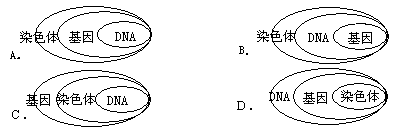 染色体 基因 DNA
A.
染色体 DNA 基因
B.
基因 染色体 DNA
C.
DNA 基因 染色体
D.